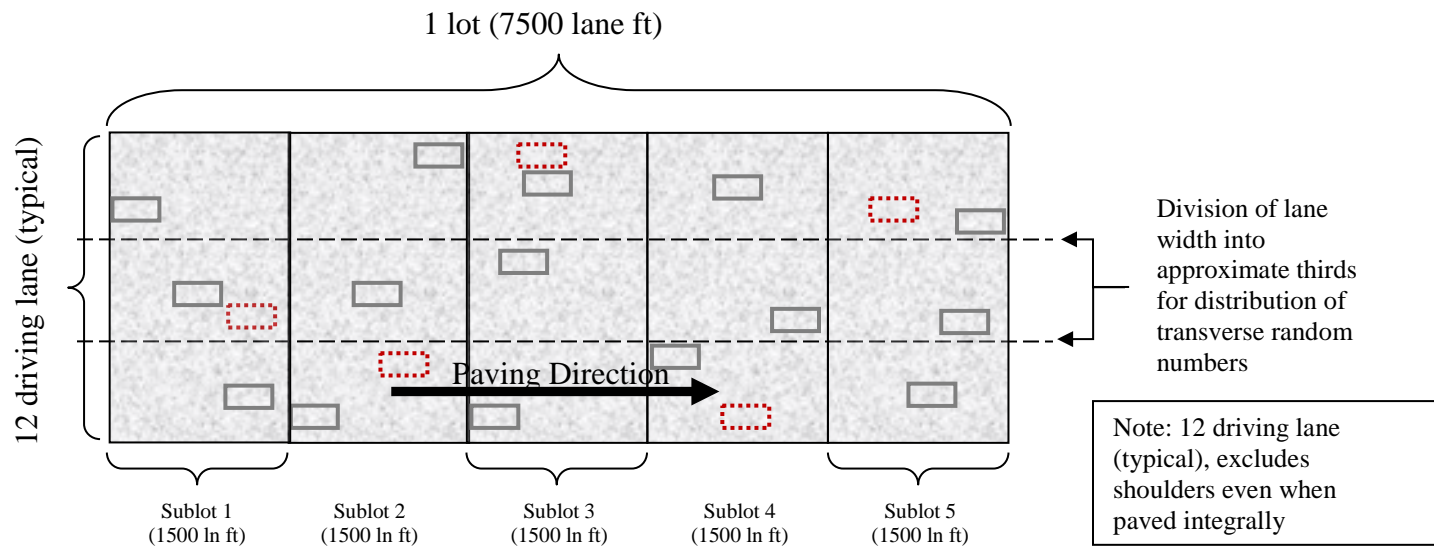 1 lot (7500 lane ft)
12 driving lane (typical)
Paving Direction
Division of lane
width into
approximate thirds
for distribution of
transverse random
numbers
Note: 12 driving lane
(typical), excludes
shoulders even when
paved integrally
Sublot 1
(1500 ln ft)
Sublot 2
(1500 ln ft)
Sublot 3
(1500 ln ft)
Sublot 4
(1500 ln ft)
Sublot 5
(1500 ln ft)